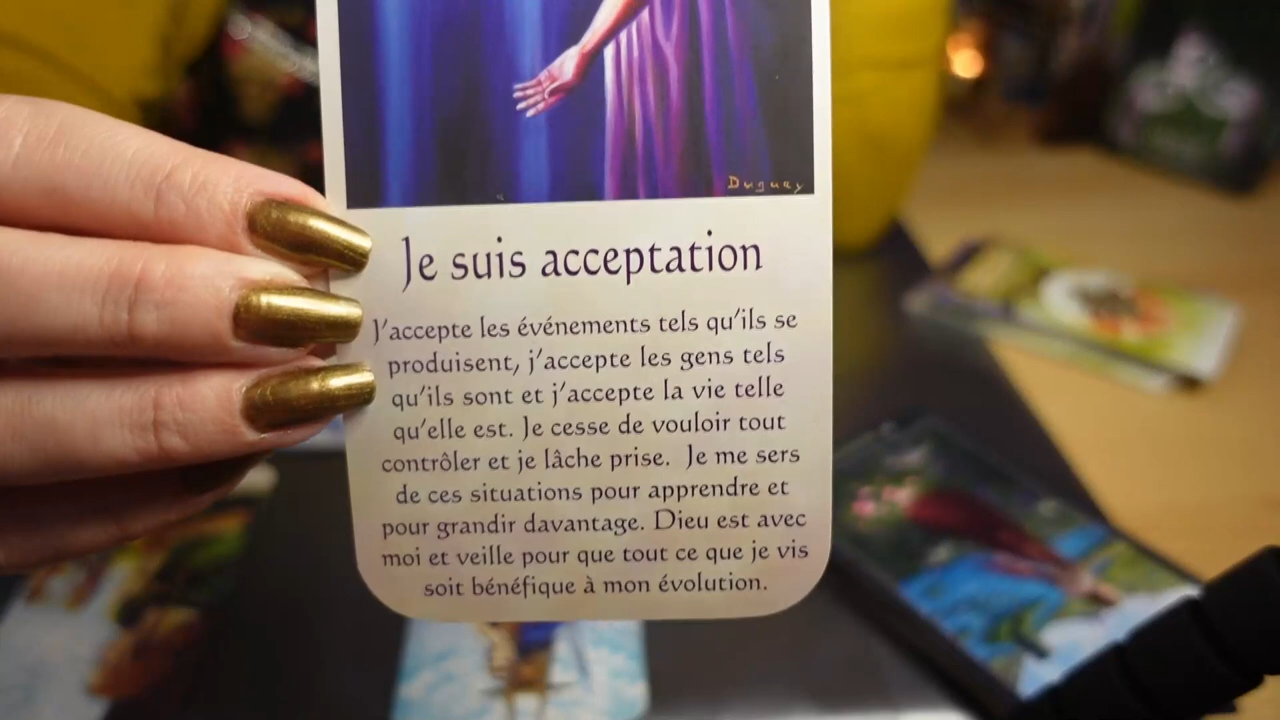 Duguay
Je suis acceptation
J'accepte les événements tels qu'ils se
produisent, j'accepte les gens tels
qu'ils sont et j'accepte la vie telle
qu'elle est. Je cesse de vouloir tout
contrôler et je lâche prise. Je me sers
de ces situations pour apprendre et
pour grandir davantage. Dieu est avec
moi et veille pour que tout ce que je vis
soit bénéfique à mon évolution.